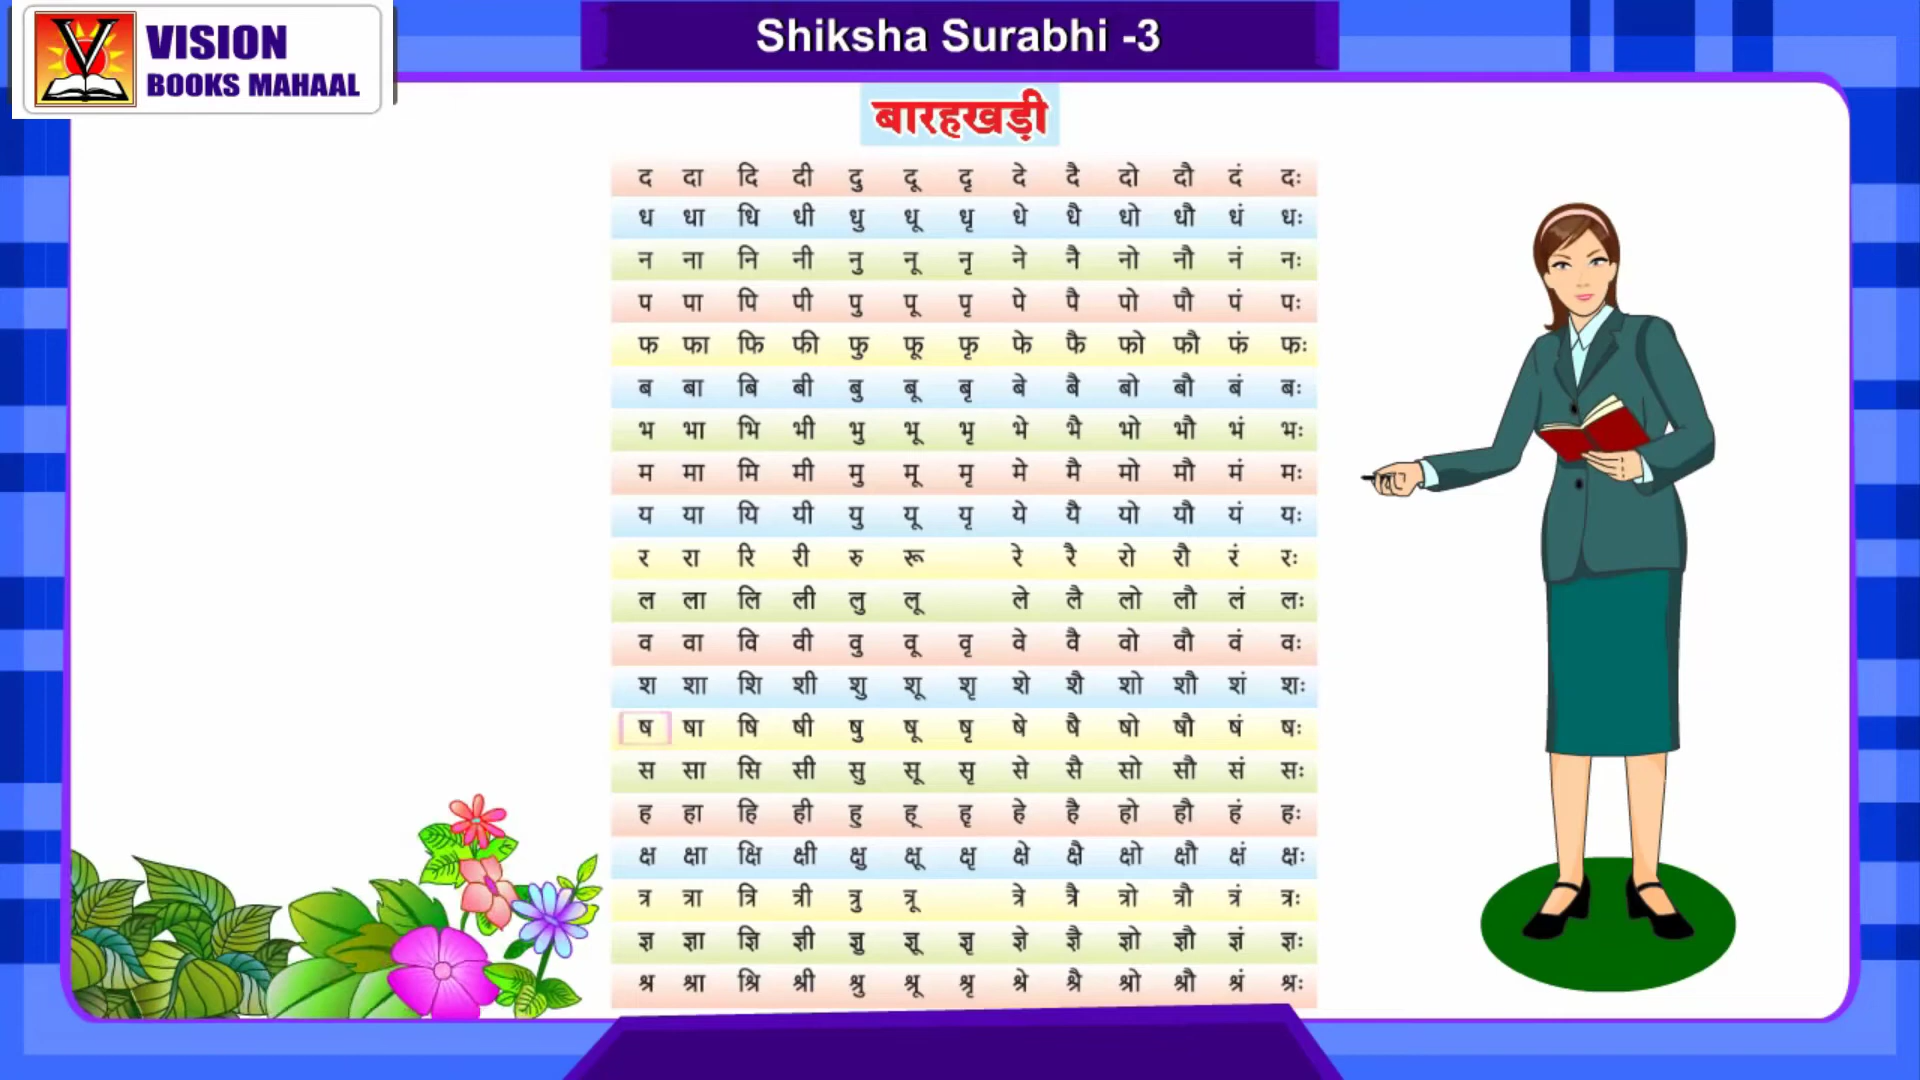 VISION
BOOKS MAHAAL
Shiksha Surabhi -3
बारहखड़ी
द दा दि दी दु दू दृ दे दै दो दौ दं दः
ध धा धि धी धु धू धृ धे धै धो धौ धं धः
न ना नि नी नु नू नृ ने नै नो नौ नं नः
प पा पि पी पु पू पृ पे पै पो पौ पं पः
फ फा फि फी फु फू फृ फे फै फो फौ फं फः
ब बा बि बी बु बू बृ बे बै बो बौ बं बः
भ भा भि भी भु भू भृ भे भै भो भौ भं भः
म मा मि मी मु मू मृ मे मै मो मौ मं मः
य या यि यी यु यू यृ ये यै यो यौ यं यः
र रा रि री रु रू रे रै रो रौ रं रः
ल ला लि ली लु लू ले लै लो लौ लं लः
व वा वि वी वु वू वृ वे वै वो वौ वं वः
श शा शि शी शु शू शृ शे शै शो शौ शं शः
ष षा षि षी षु षू षृ षे षै षो षौ षं षः
स सा सि सी सु सू सृ से सै सो सौ सं सः
ह हा हि ही हु हू हृ हे है हो हौ हं हः
क्ष क्षा क्षि क्षी क्षु क्षू क्षृ क्षे क्षै क्षो क्षौ क्षं क्षः
त्र त्रा त्रि त्री त्रु त्रू त्रे त्रै त्रो त्रौ त्रं त्रः
ज्ञ ज्ञा ज्ञि ज्ञी ज्ञु ज्ञू ज्ञृ ज्ञे ज्ञै ज्ञो ज्ञौ ज्ञं ज्ञः
श्र श्रा श्रि श्री श्रु श्रू श्रृ श्रे श्रै श्रो श्रौ श्रं श्रः